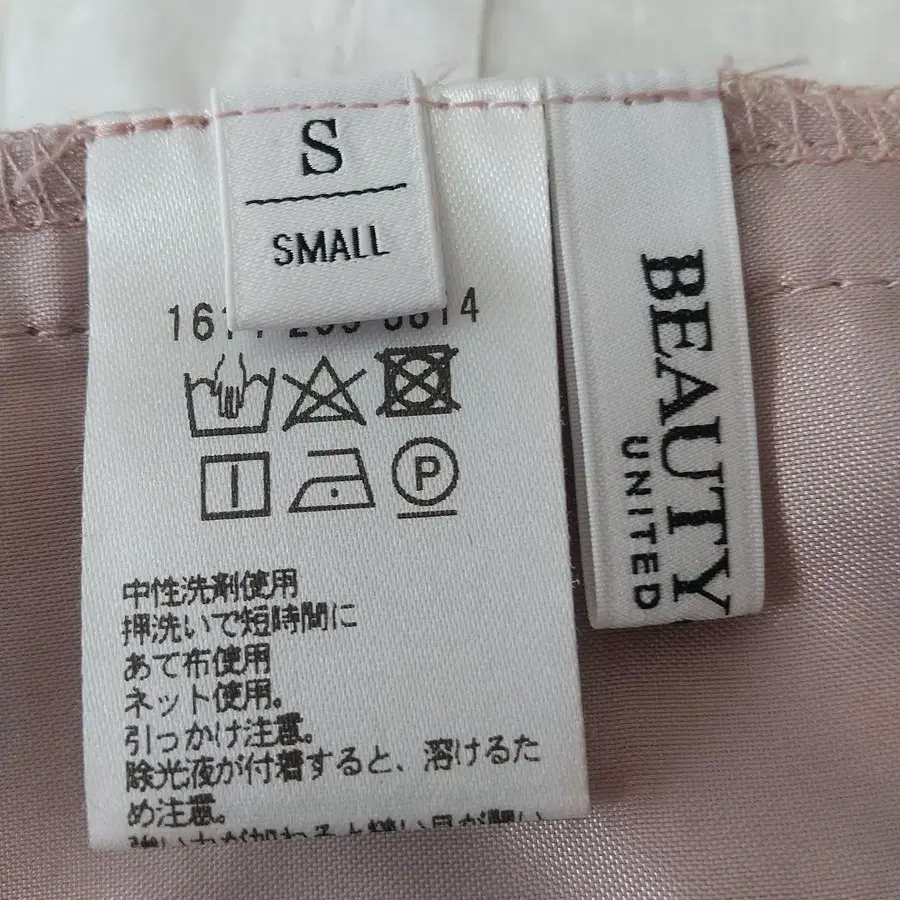 S
SMALL
中性洗剤使用
押洗いで短時間に
あて布使用
ネット使用。
引っかけ注意。
除光液が付着すると、溶けるた
め注意。
P
BEAUTY
UNITED